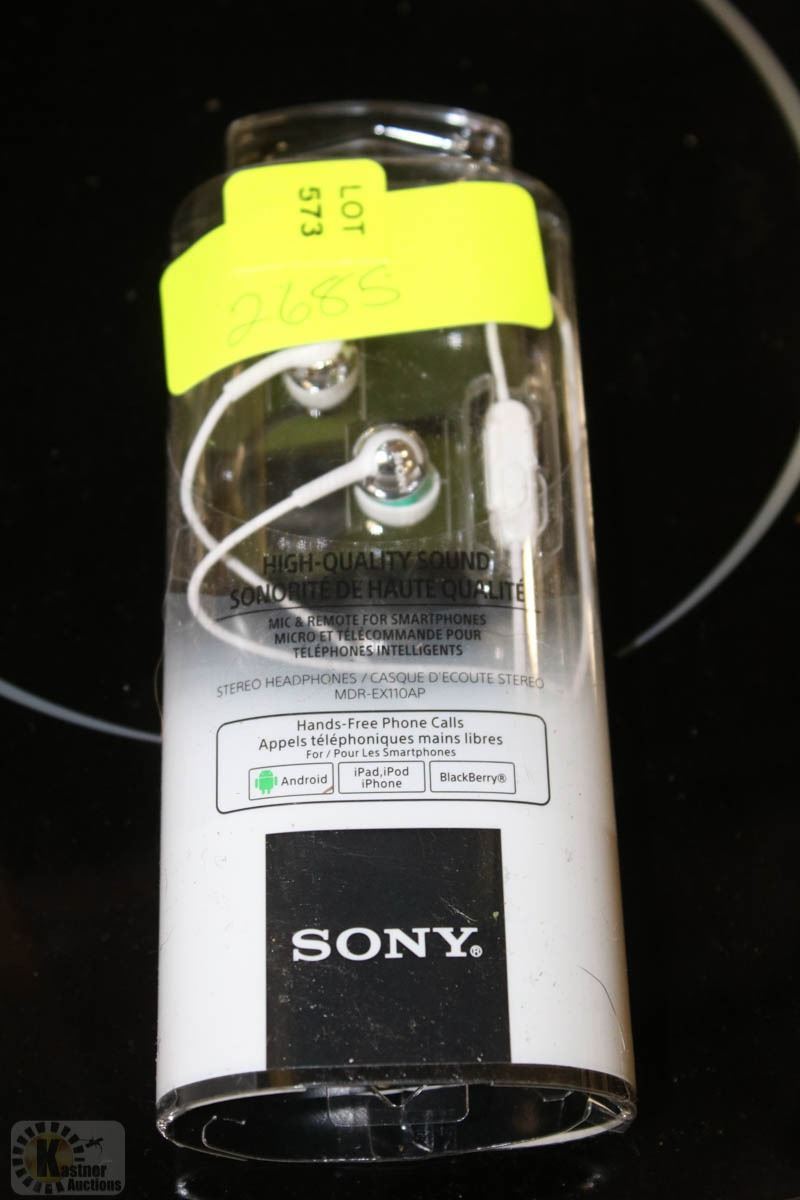 LOT
573
2685
HIGH-QUALITY SOUND
SONORITÉ DE HAUTE QUALITÉ
MIC & REMOTE FOR SMARTPHONES
MICRO ET TÉLÉCOMMANDE POUR
TELÉPHONES INTELLIGENTS
STEREO HEADPHONES / CASQUE D'ECOUTE STEREO
MDR-EX110AP
Hands-Free Phone Calls
Appels téléphoniques mains libres
For / Pour Les Smartphones
Android
iPad,iPod
iPhone
BlackBerry®
SONY®
Kastner
Auctions